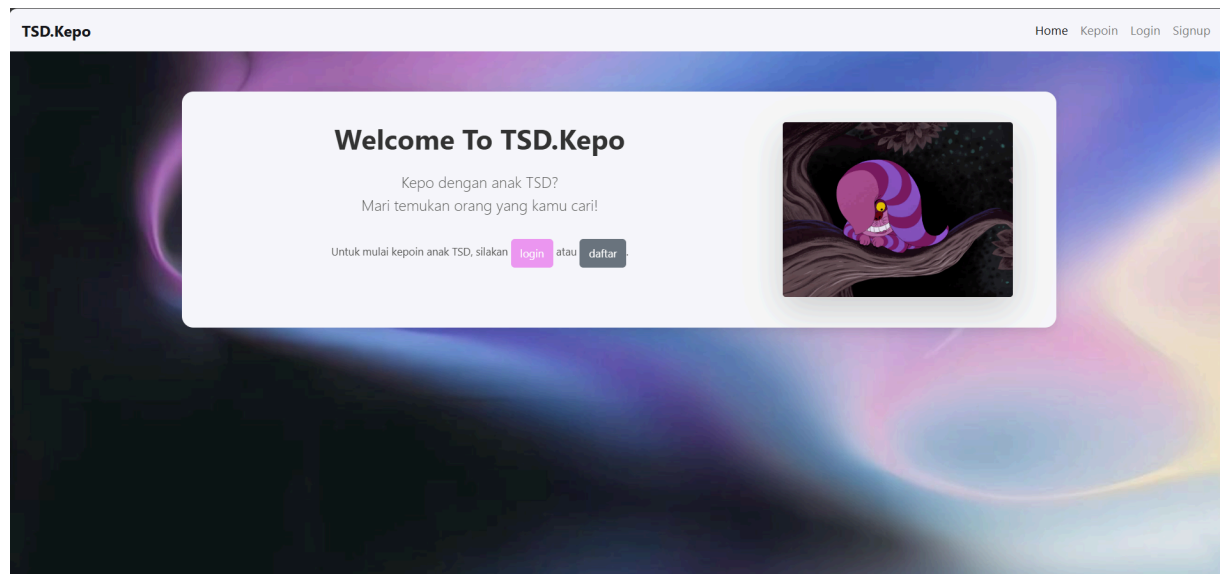 TSD.Kepo
Home Kepoin Login Signup
Welcome To TSD.Kepo
Kepo dengan anak TSD?
Mari temukan orang yang kamu cari!
Untuk mulai kepoin anak TSD, silakan login atau daftar.